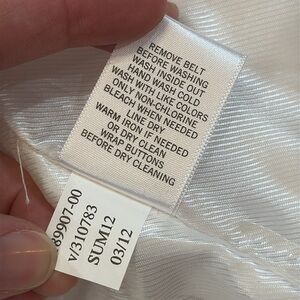 REMOVE BELT
BEFORE WASHING
WASH INSIDE OUT
HAND WASH COLD
WASH WITH LIKE COLORS
ONLY NON-CHLORINE
BLEACH WHEN NEEDED
LINE DRY
WARM IRON IF NEEDED
OR DRY CLEAN
WRAP BUTTONS
BEFORE DRY CLEANING
89907-00
V/310783
SUM12
03/12